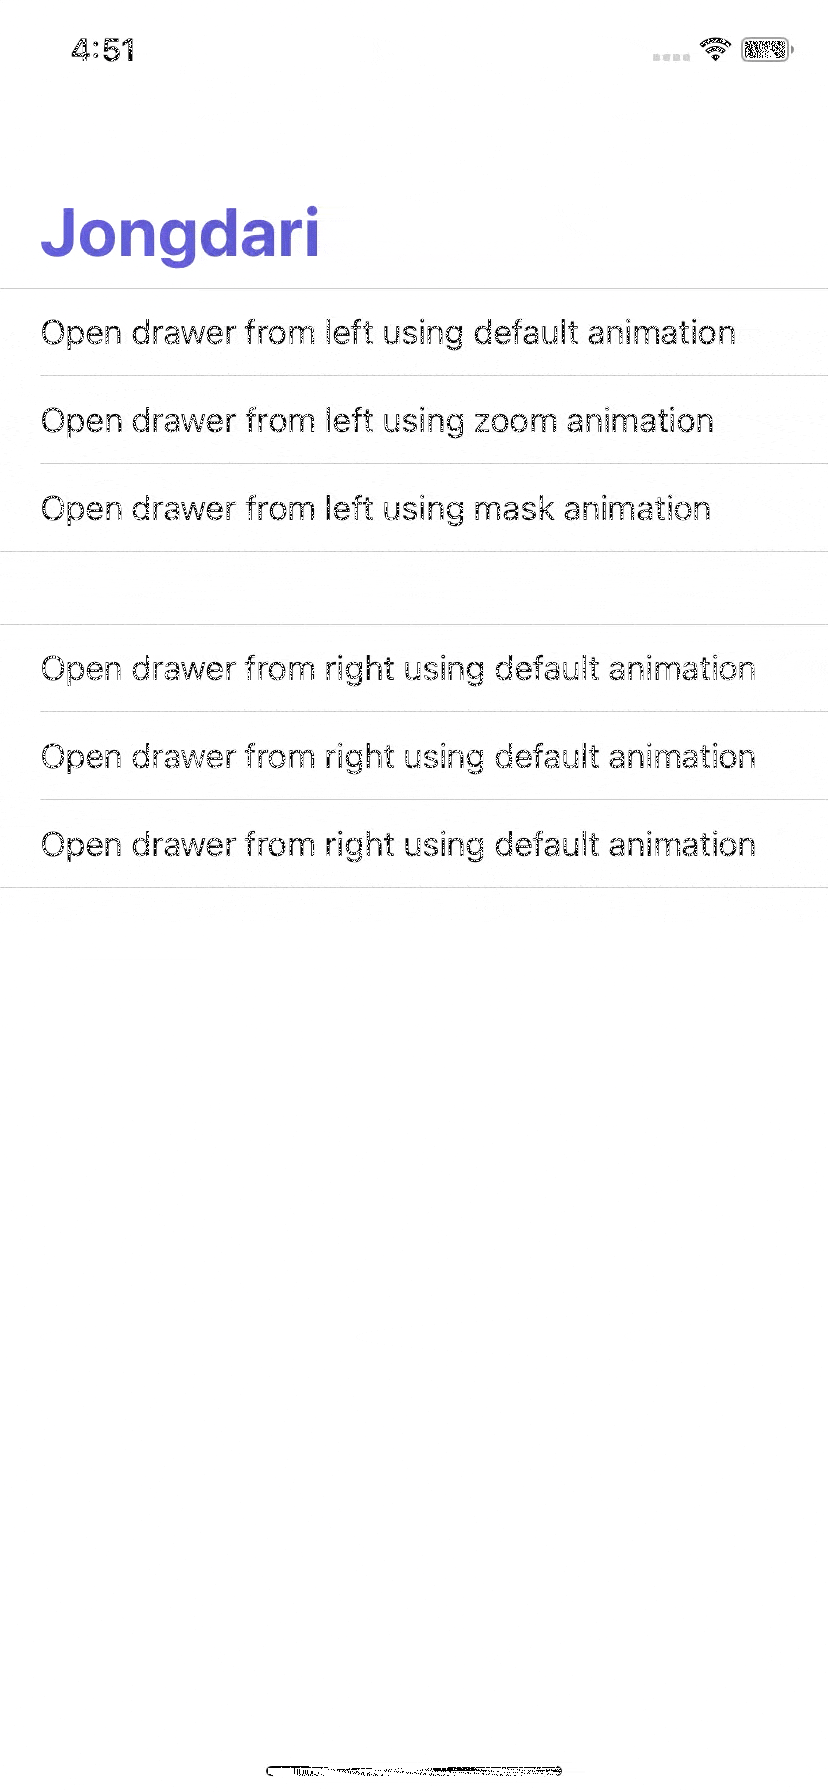 4:51
Jongdari
Open drawer from left using default animation
Open drawer from left using zoom animation
Open drawer from left using mask animation
Open drawer from right using default animation
Open drawer from right using default animation
Open drawer from right using default animation